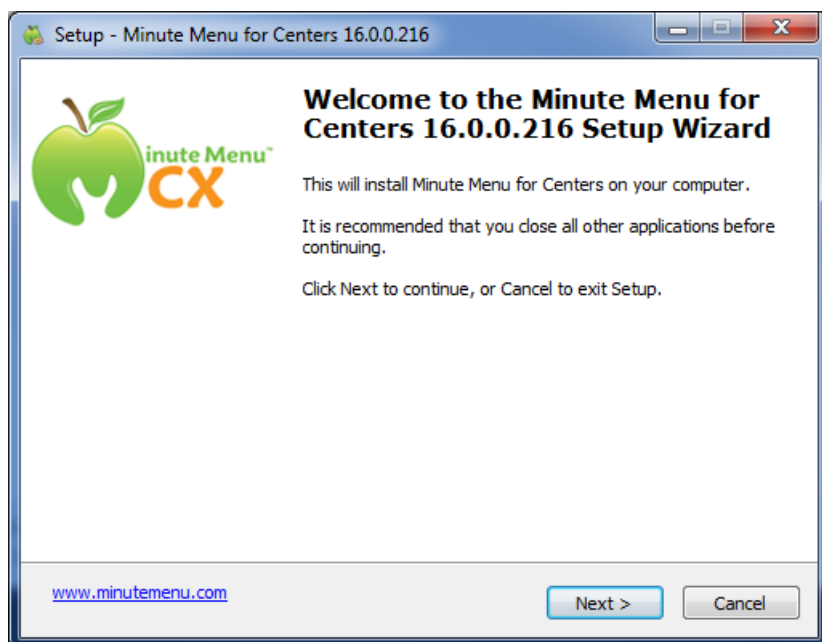 Setup - Minute Menu for Centers 16.0.0.216
inute Menu™
CX
Welcome to the Minute Menu for
Centers 16.0.0.216 Setup Wizard
This will install Minute Menu for Centers on your computer.
It is recommended that you close all other applications before
continuing.
Click Next to continue, or Cancel to exit Setup.
www.minutemenu.com
Next >
Cancel